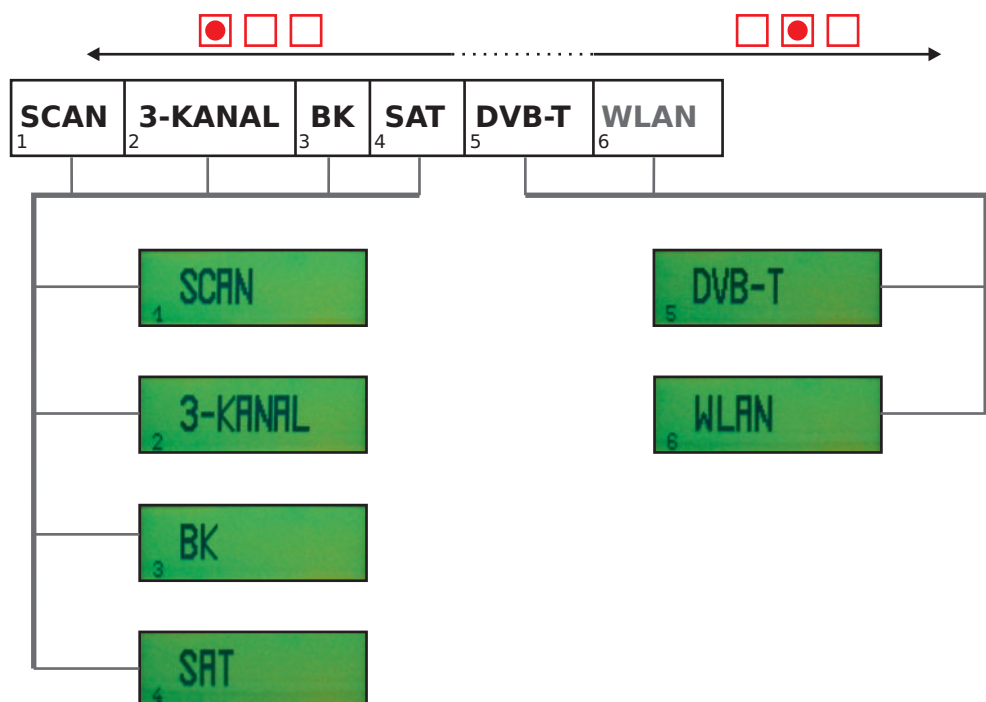 SCAN 3-KANAL BK SAT DVB-T WLAN
1 2 3 4 5 6
SCAN
1
DVB-T
5
3-KANAL
2
WLAN
6
BK
3
SAT
4